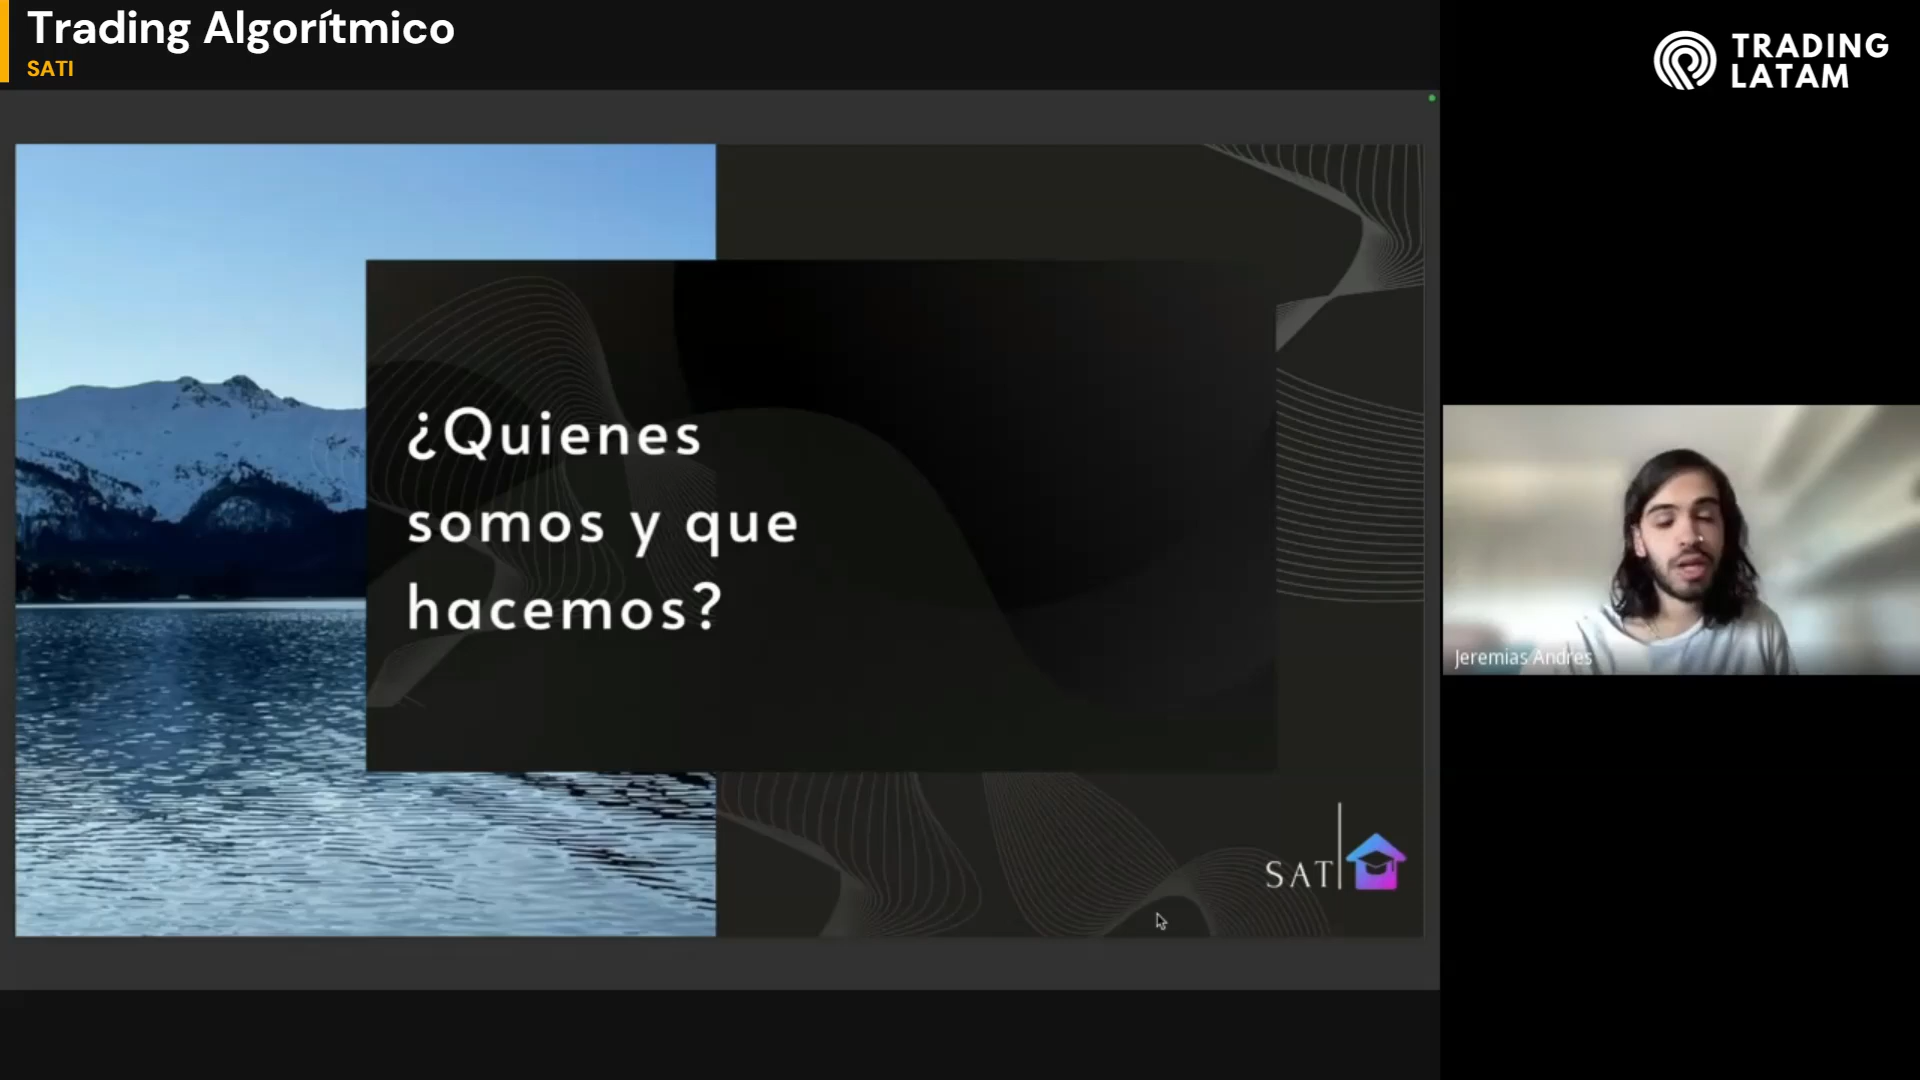 Trading Algorítmico
SATI
TRADING
LATAM
¿Quienes
somos y que
hacemos?
Jeremias Andres
SAT